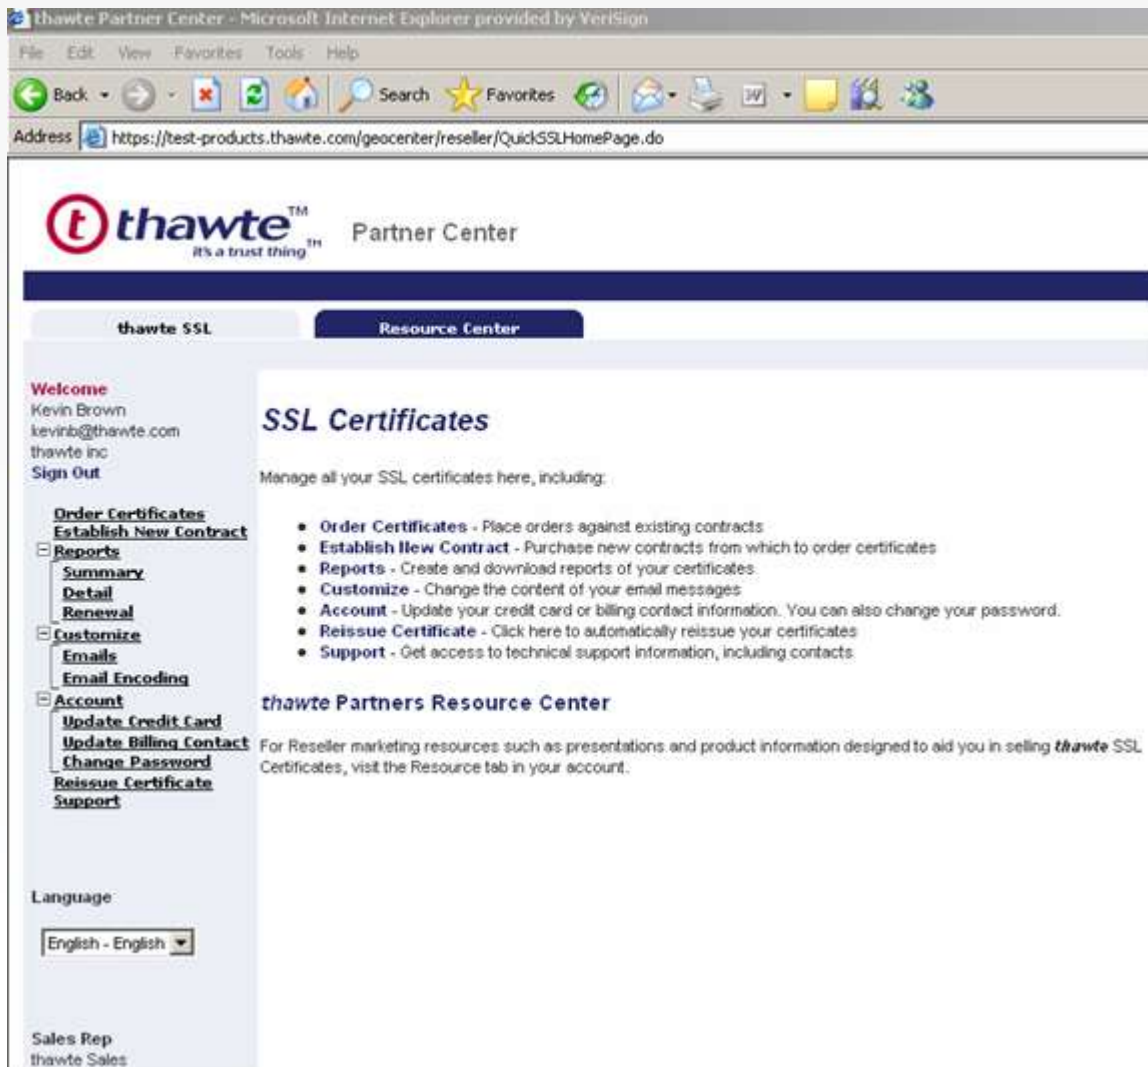 thawte Partner Center - Microsoft Internet Explorer provided by VeriSign
File Edit View Favorites Tools Help
Back Search Favorites
Address https://test-products.thawte.com/geocenter/reseller/QuickSSLHomePage.do
t thawte™ Partner Center
it's a trust thing™
thawte SSL Resource Center
Welcome
Kevin Brown
kevinb@thawte.com
thawte inc
Sign Out
Order Certificates
Establish New Contract
Reports
Summary
Detail
Renewal
Customize
Emails
Email Encoding
Account
Update Credit Card
Update Billing Contact
Change Password
Reissue Certificate
Support
Language
English - English
Sales Rep
thawte Sales
SSL Certificates
Manage all your SSL certificates here, including:
• Order Certificates - Place orders against existing contracts
• Establish New Contract - Purchase new contracts from which to order certificates
• Reports - Create and download reports of your certificates
• Customize - Change the content of your email messages
• Account - Update your credit card or billing contact information. You can also change your password.
• Reissue Certificate - Click here to automatically reissue your certificates
• Support - Get access to technical support information, including contacts
thawte Partners Resource Center
For Reseller marketing resources such as presentations and product information designed to aid you in selling thawte SSL
Certificates, visit the Resource tab in your account.